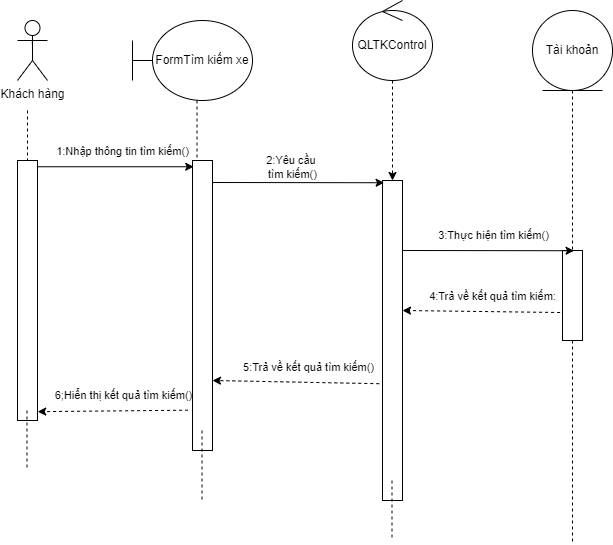 Khách hàng
FormTìm kiếm xe
QLTKControl
Tài khoản
1:Nhập thông tin tìm kiếm()
2:Yêu cầu
tìm kiếm()
3:Thực hiện tìm kiếm()
4:Trả về kết quả tìm kiếm:
5:Trả về kết quả tìm kiếm()
6;Hiển thị kết quả tìm kiếm()